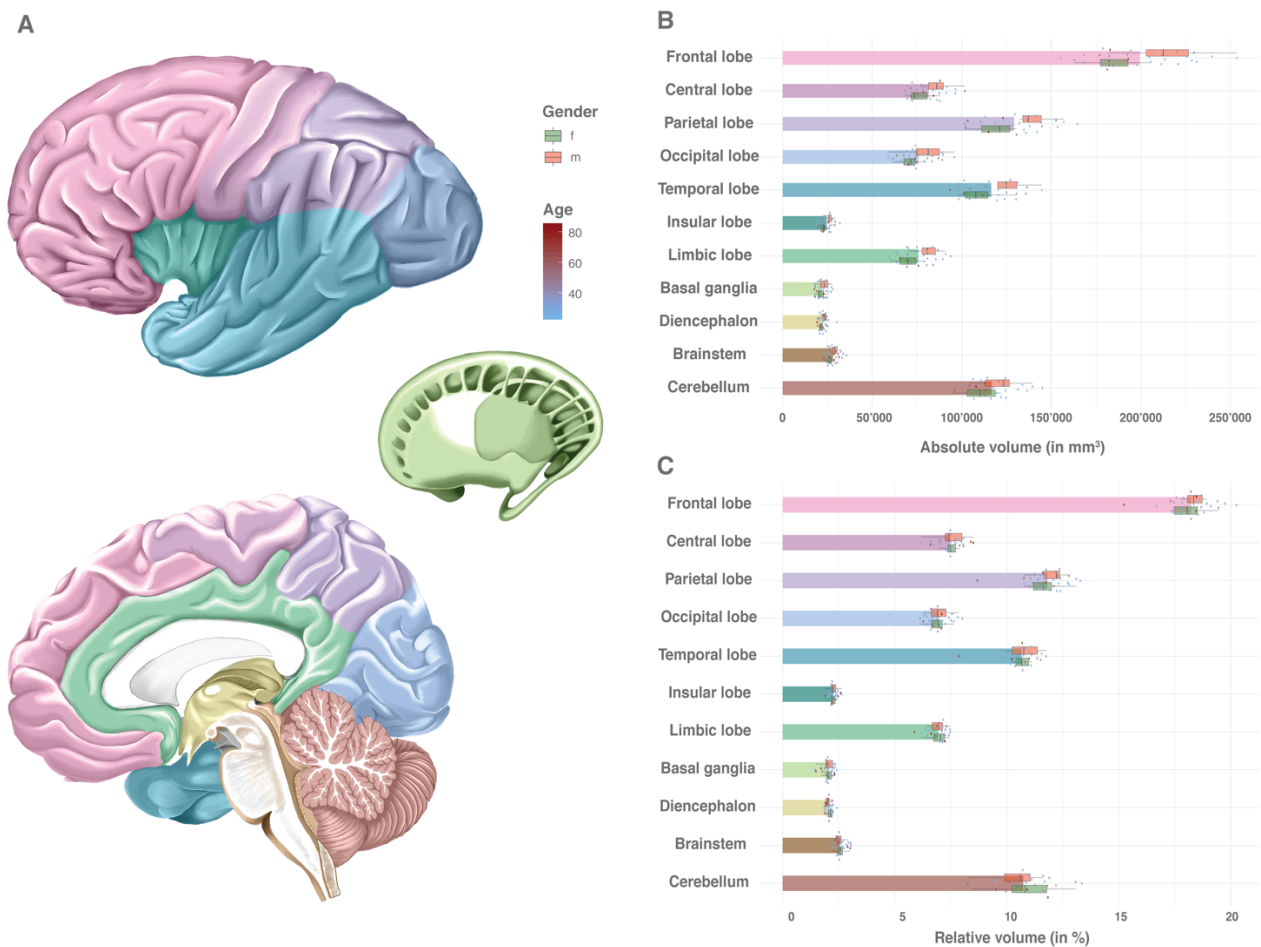 A
Gender
f
m
Age
80
60
40
B
Frontal lobe
Central lobe
Parietal lobe
Occipital lobe
Temporal lobe
Insular lobe
Limbic lobe
Basal ganglia
Diencephalon
Brainstem
Cerebellum
0 50'000 100'000 150'000 200'000 250'000
Absolute volume (in mm³)
C
Frontal lobe
Central lobe
Parietal lobe
Occipital lobe
Temporal lobe
Insular lobe
Limbic lobe
Basal ganglia
Diencephalon
Brainstem
Cerebellum
0 5 10 15 20
Relative volume (in %)